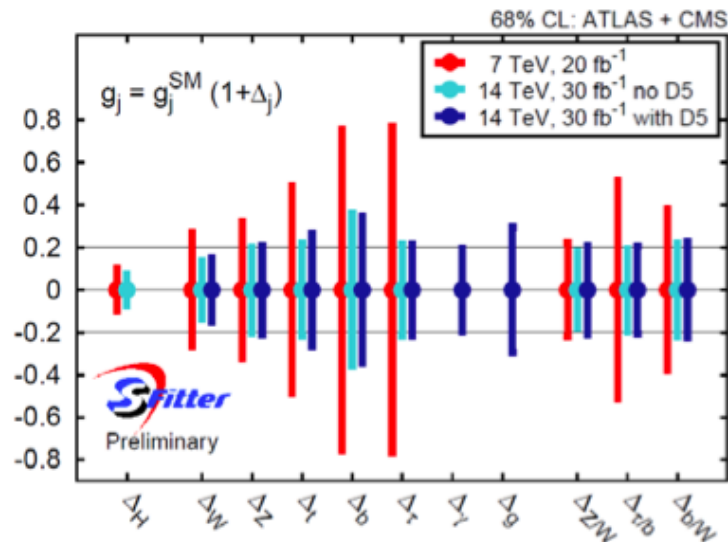 68% CL: ATLAS + CMS
g_j = g_j^SM (1+Δ_j)
7 TeV, 20 fb⁻¹
14 TeV, 30 fb⁻¹ no D5
14 TeV, 30 fb⁻¹ with D5
0.8
0.6
0.4
0.2
0
-0.2
-0.4
-0.6
-0.8
SFitter
Preliminary
Δ_H Δ_W Δ_Z Δ_t Δ_b Δ_τ Δ_γ Δ_g Δ_Z/W Δ_τ/b Δ_b/W